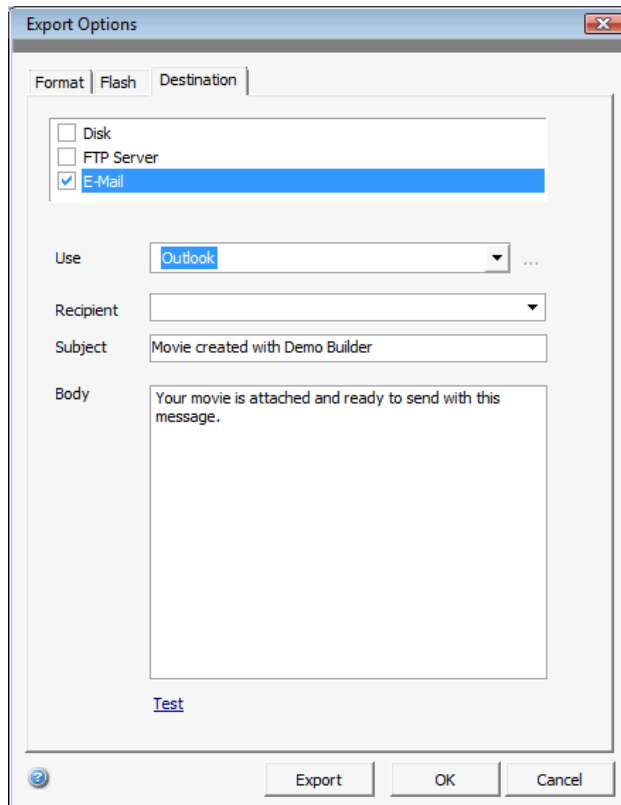 Export Options
Format Flash Destination
Disk
FTP Server
E-Mail
Use Outlook ...
Recipient
Subject Movie created with Demo Builder
Body Your movie is attached and ready to send with this
message.
Test
Export OK Cancel